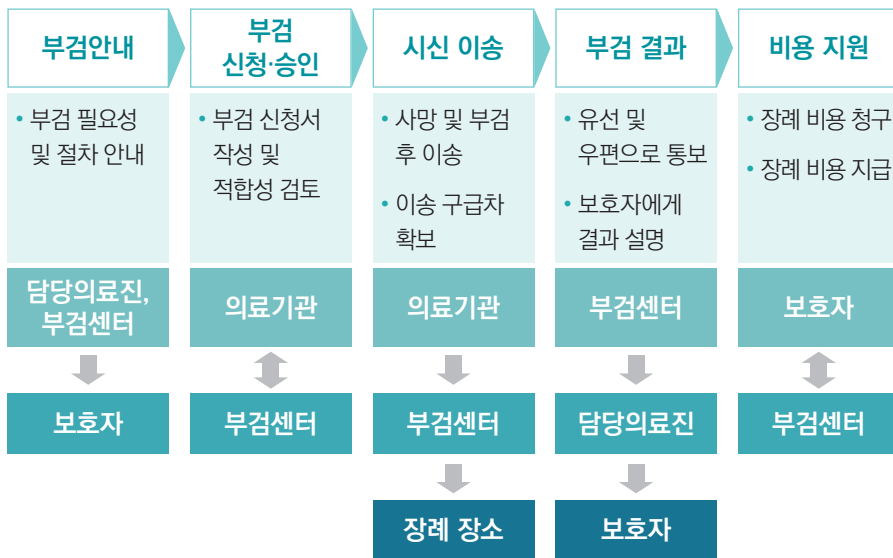 부검안내
부검
신청·승인
시신 이송
부검 결과
비용 지원
• 부검 필요성
및 절차 안내
• 부검 신청서
작성 및
적합성 검토
• 사망 및 부검
후 이송
• 이송 구급차
확보
• 유선 및
우편으로 통보
• 보호자에게
결과 설명
• 장례 비용 청구
• 장례 비용 지급
담당의료진,
부검센터
의료기관
의료기관
부검센터
보호자
보호자
부검센터
부검센터
담당의료진
부검센터
장례 장소
보호자